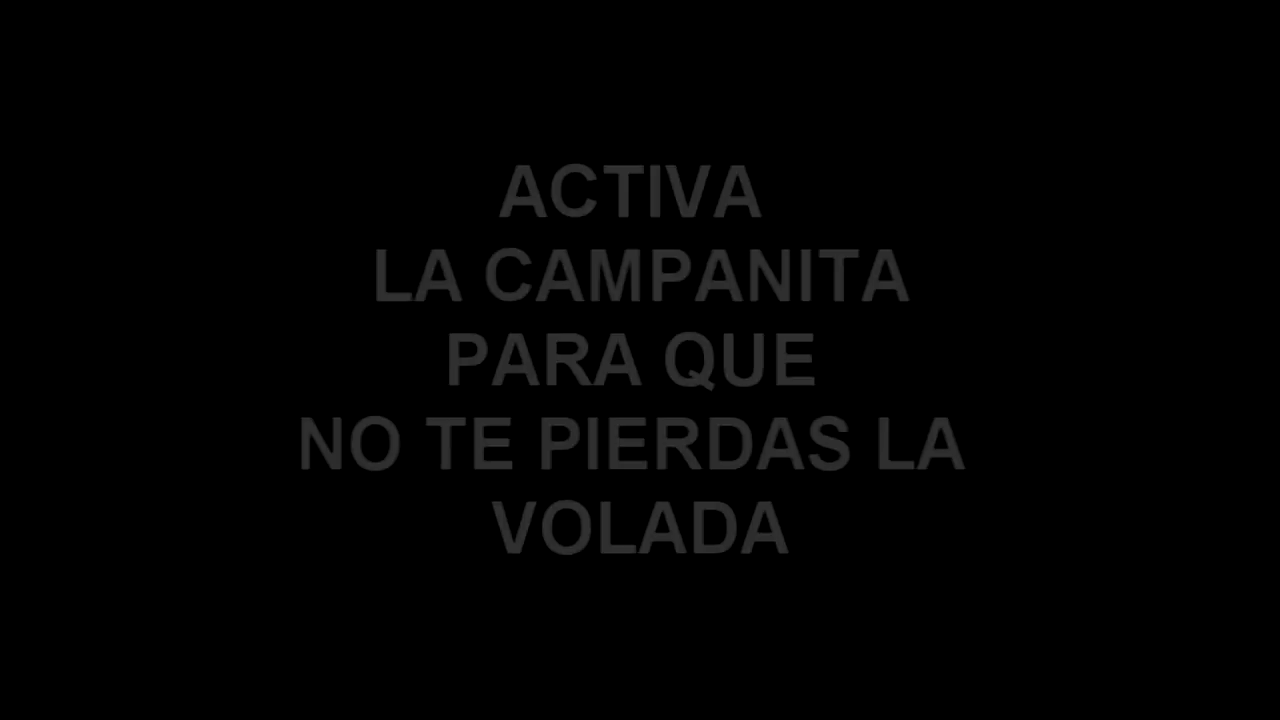 ACTIVA
LA CAMPANITA
PARA QUE
NO TE PIERDAS LA
VOLADA